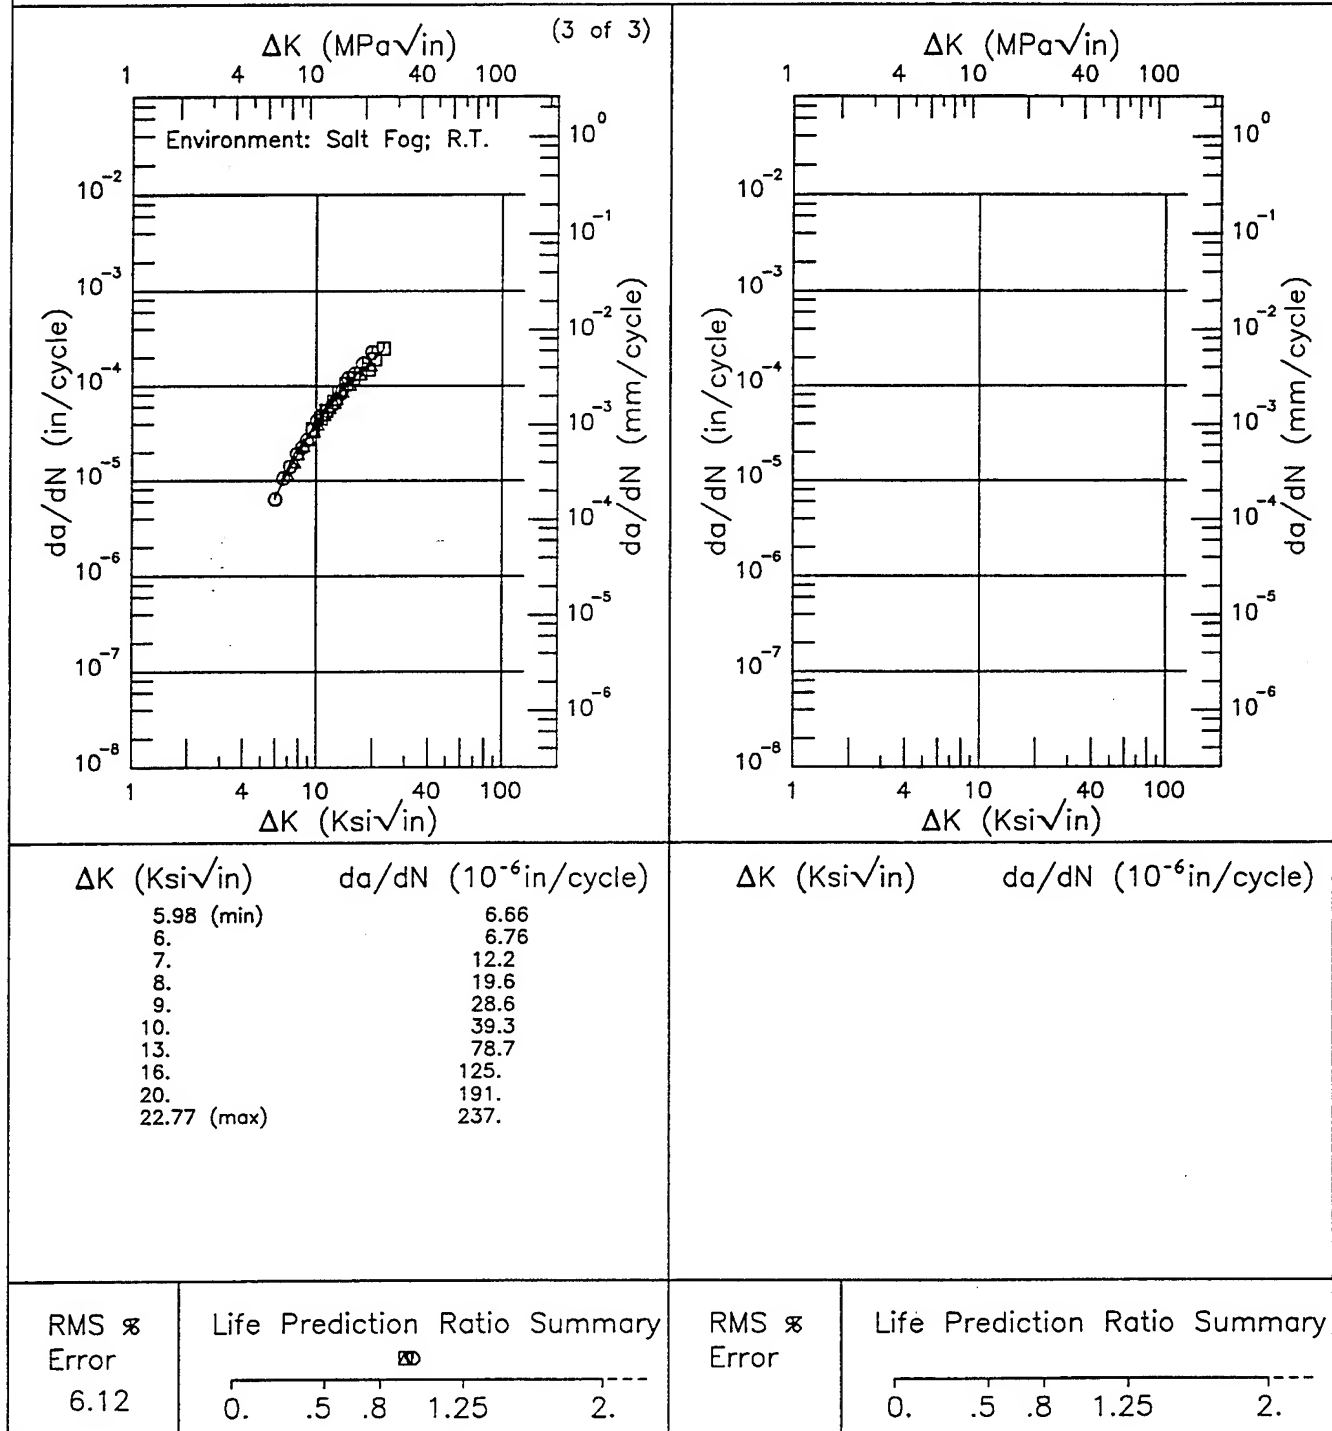 (3 of 3)
ΔK (MPa√in)
1 4 10 40 100
Environment: Salt Fog; R.T.
da/dN (in/cycle)
10⁻²
10⁻³
10⁻⁴
10⁻⁵
10⁻⁶
10⁻⁷
10⁻⁸
10⁰
10⁻¹
10⁻²
10⁻³
10⁻⁴
10⁻⁵
10⁻⁶
da/dN (mm/cycle)
1 4 10 40 100
ΔK (Ksi√in)
ΔK (MPa√in)
1 4 10 40 100
da/dN (in/cycle)
10⁻²
10⁻³
10⁻⁴
10⁻⁵
10⁻⁶
10⁻⁷
10⁻⁸
10⁰
10⁻¹
10⁻²
10⁻³
10⁻⁴
10⁻⁵
10⁻⁶
da/dN (mm/cycle)
1 4 10 40 100
ΔK (Ksi√in)
ΔK (Ksi√in) da/dN (10⁻⁶in/cycle)
5.98 (min) 6.66
6. 6.76
7. 12.2
8. 19.6
9. 28.6
10. 39.3
13. 78.7
16. 125.
20. 191.
22.77 (max) 237.
ΔK (Ksi√in) da/dN (10⁻⁶in/cycle)
RMS %
Error
6.12
Life Prediction Ratio Summary
0. .5 .8 1.25 2.
RMS %
Error
Life Prediction Ratio Summary
0. .5 .8 1.25 2.